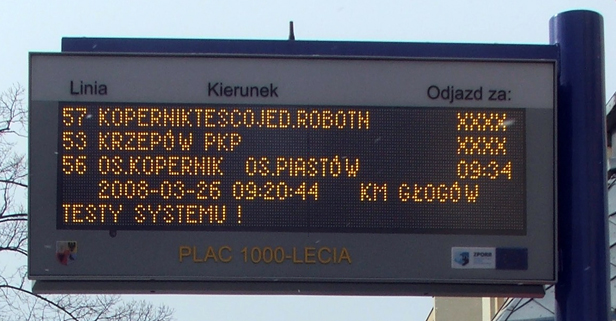 Linia Kierunek Odjazd za:
57 KOPERNIKTESCOJED.ROBOTN XXXX
53 KRZEPÓW PKP XXXX
56 OS.KOPERNIK OS.PIASTÓW 09:34
2008-03-26 09:20:44 KM GŁOGÓW
TESTY SYSTEMU !
PLAC 1000-LECIA
ZPORR